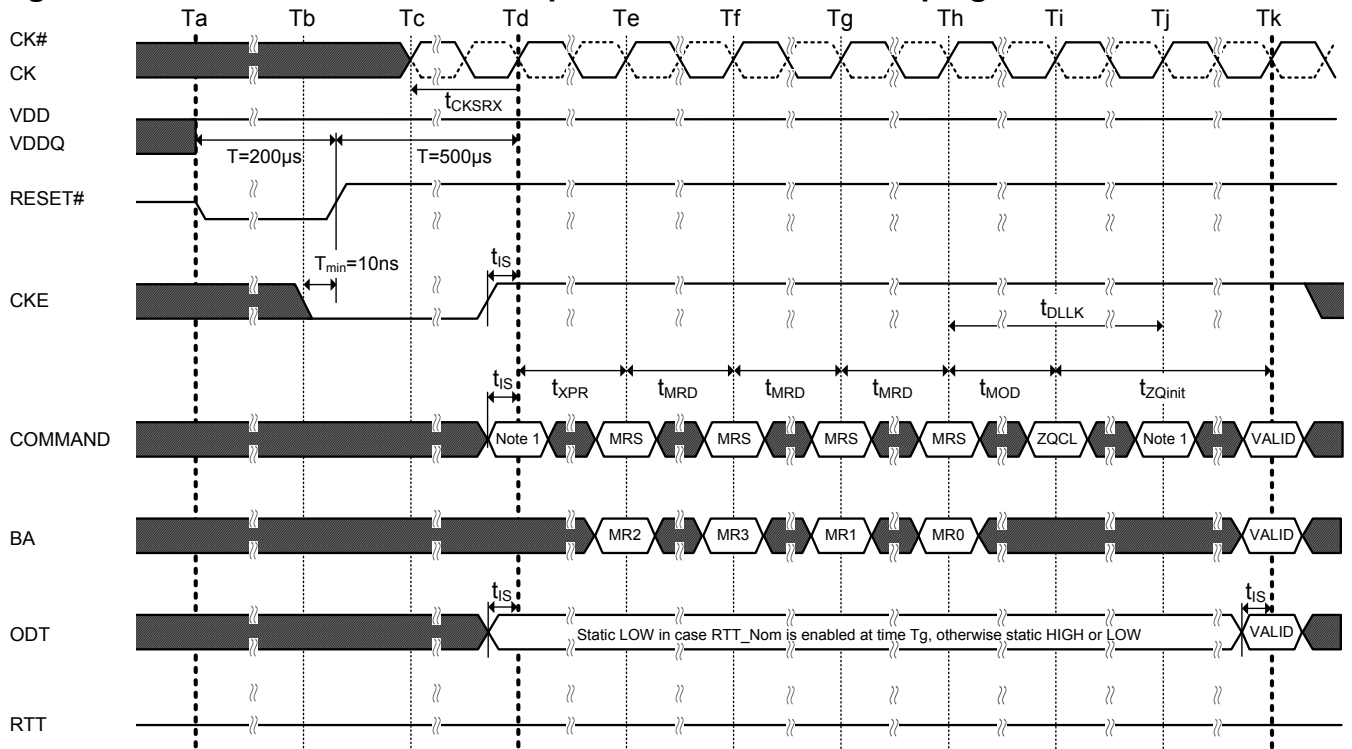 Ta Tb Tc Td Te Tf Tg Th Ti Tj Tk
CK#
CK
tCKSRX
VDD
VDDQ
T=200µs T=500µs
RESET#
Tmin=10ns tIS
CKE
tDLLK
tIS tXPR tMRD tMRD tMRD tMOD tZQinit
COMMAND Note 1 MRS MRS MRS MRS ZQCL Note 1 VALID
BA MR2 MR3 MR1 MR0 VALID
tIS tIS
ODT Static LOW in case RTT_Nom is enabled at time Tg, otherwise static HIGH or LOW VALID
RTT